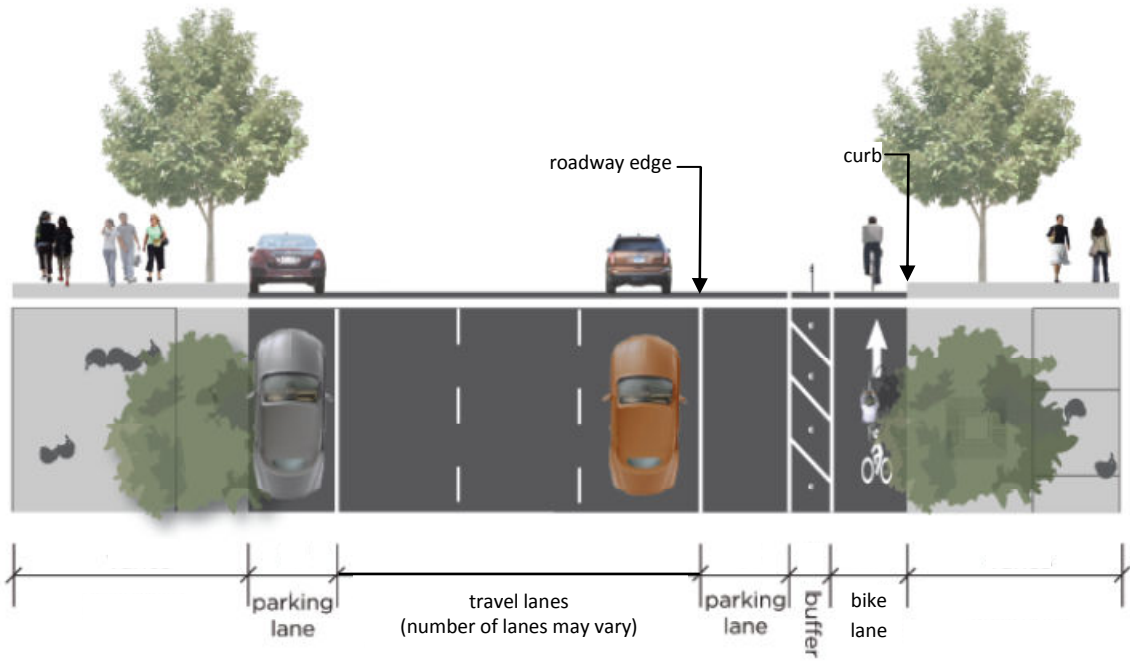 roadway edge
curb
parking
lane
travel lanes
(number of lanes may vary)
parking
lane
buffer
bike
lane